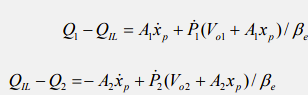 Q₁ − Q_IL = A₁ẋ_p + Ṗ₁(V_o1 + A₁x_p) / β_e
Q_IL − Q₂ = −A₂ẋ_p + Ṗ₂(V_o2 + A₂x_p) / β_e